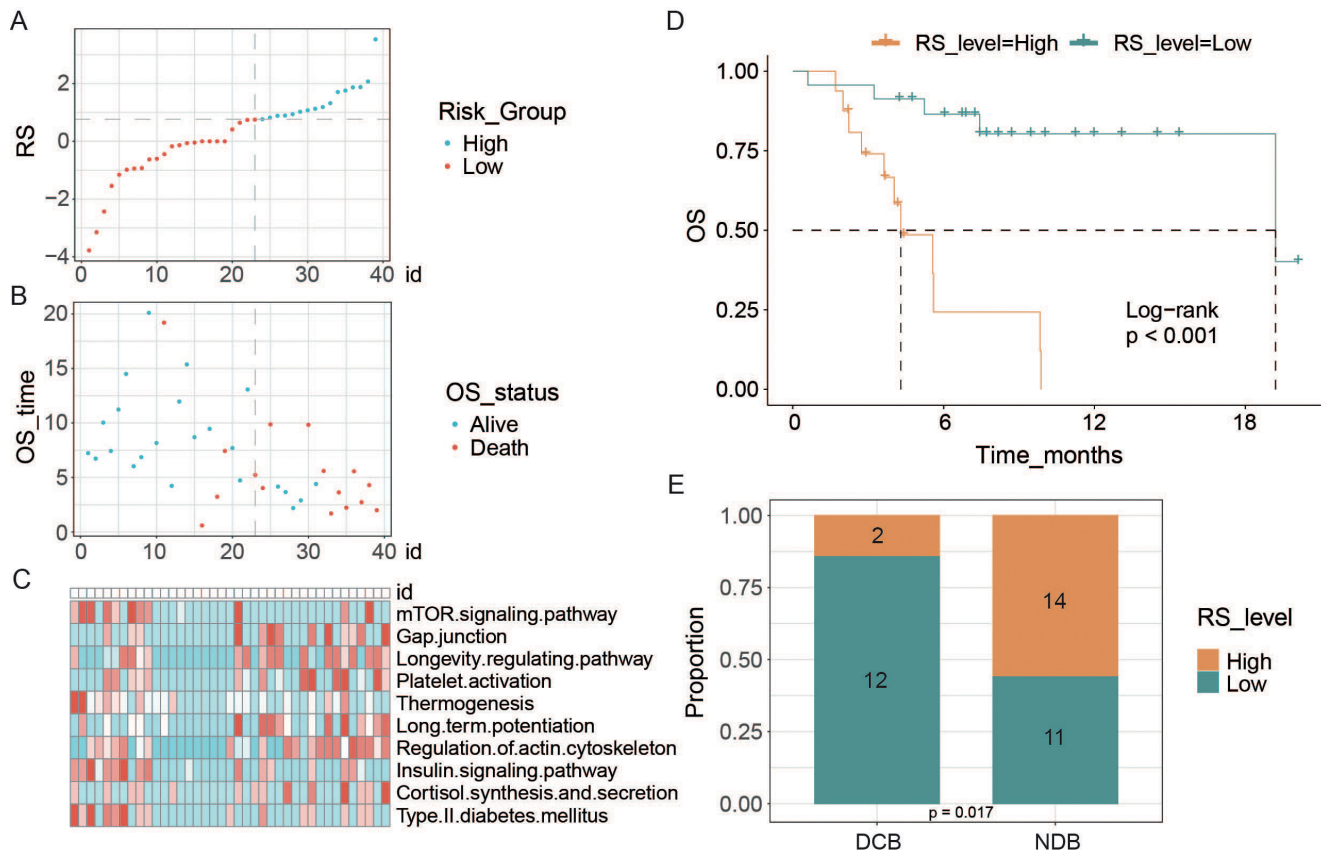 A
RS
2
0
−2
−4
0
10
20
30
40
id
Risk_Group
High
Low
B
OS_time
20
15
10
5
0
0
10
20
30
40
id
OS_status
Alive
Death
C
id
mTOR.signaling.pathway
Gap.junction
Longevity.regulating.pathway
Platelet.activation
Thermogenesis
Long.term.potentiation
Regulation.of.actin.cytoskeleton
Insulin.signaling.pathway
Cortisol.synthesis.and.secretion
Type.II.diabetes.mellitus
D
RS_level=High
RS_level=Low
OS
1.00
0.75
0.50
0.25
0.00
Log−rank
p < 0.001
0
6
12
18
Time_months
E
Proportion
1.00
0.75
0.50
0.25
0.00
2
12
14
11
p = 0.017
DCB
NDB
RS_level
High
Low